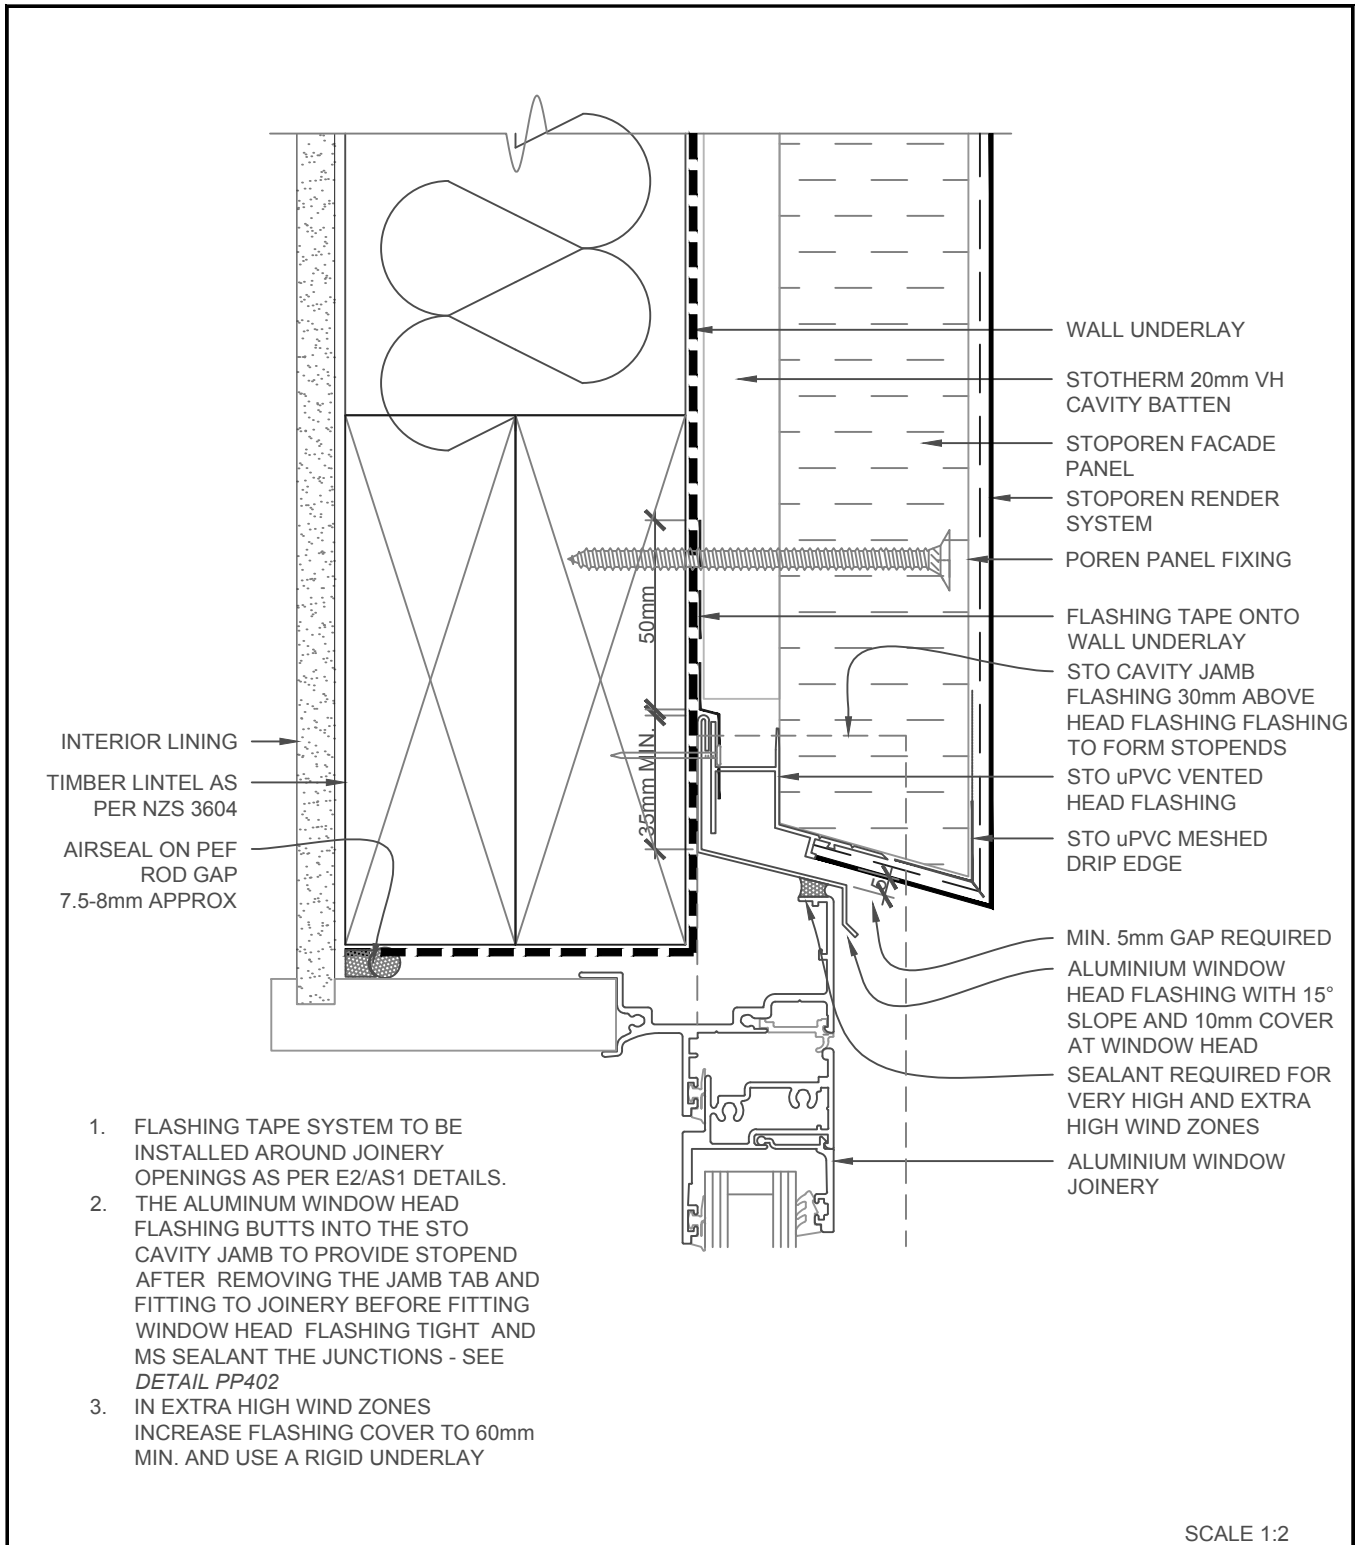 WALL UNDERLAY
STOTHERM 20mm VH
CAVITY BATTEN
STOPOREN FACADE
PANEL
STOPOREN RENDER
SYSTEM
POREN PANEL FIXING
FLASHING TAPE ONTO
WALL UNDERLAY
STO CAVITY JAMB
FLASHING 30mm ABOVE
HEAD FLASHING FLASHING
TO FORM STOPENDS
STO uPVC VENTED
HEAD FLASHING
STO uPVC MESHED
DRIP EDGE
MIN. 5mm GAP REQUIRED
ALUMINIUM WINDOW
HEAD FLASHING WITH 15°
SLOPE AND 10mm COVER
AT WINDOW HEAD
SEALANT REQUIRED FOR
VERY HIGH AND EXTRA
HIGH WIND ZONES
ALUMINIUM WINDOW
JOINERY
50mm
35mm MIN.
5
INTERIOR LINING
TIMBER LINTEL AS
PER NZS 3604
AIRSEAL ON PEF
ROD GAP
7.5-8mm APPROX
1. FLASHING TAPE SYSTEM TO BE
INSTALLED AROUND JOINERY
OPENINGS AS PER E2/AS1 DETAILS.
2. THE ALUMINUM WINDOW HEAD
FLASHING BUTTS INTO THE STO
CAVITY JAMB TO PROVIDE STOPEND
AFTER REMOVING THE JAMB TAB AND
FITTING TO JOINERY BEFORE FITTING
WINDOW HEAD FLASHING TIGHT AND
MS SEALANT THE JUNCTIONS - SEE
DETAIL PP402
3. IN EXTRA HIGH WIND ZONES
INCREASE FLASHING COVER TO 60mm
MIN. AND USE A RIGID UNDERLAY
SCALE 1:2